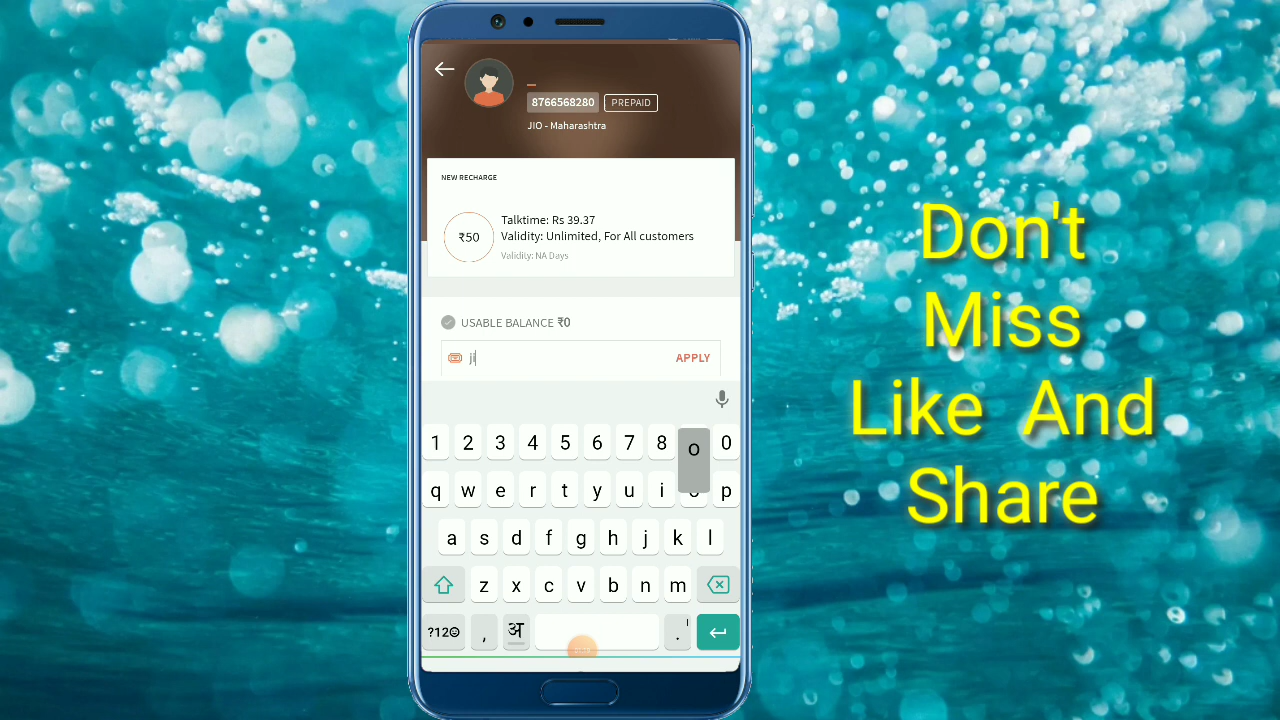 8766568280 PREPAID
JIO - Maharashtra
NEW RECHARGE
₹50
Talktime: Rs 39.37
Validity: Unlimited, For All customers
Validity: NA Days
USABLE BALANCE ₹0
ji APPLY
1 2 3 4 5 6 7 8 o 0
q w e r t y u i o p
a s d f g h j k l
z x c v b n m
?12☺ , अ . !
Don't
Miss
Like And
Share